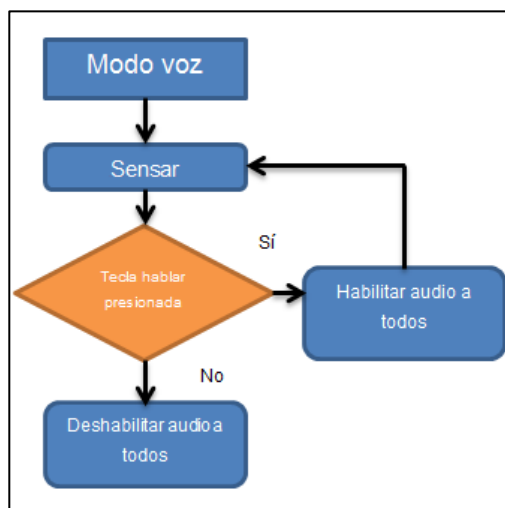 Modo voz
Sensar
Sí
Tecla hablar
presionada
Habilitar audio a
todos
No
Deshabilitar audio a
todos